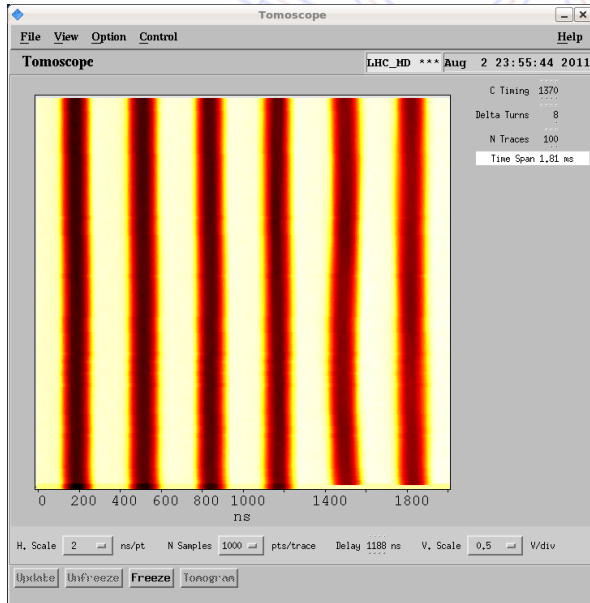 Tomoscope
File View Option Control Help
Tomoscope LHC_MD *** Aug 2 23:55:44 2011
C Timing 1370
Delta Turns 8
N Traces 100
Time Span 1.81 ms
0 200 400 600 800 1000 1400 1800
ns
H. Scale 2 ns/pt N Samples 1000 pts/trace Delay 1188 ns V. Scale 0.5 V/div
Update Unfreeze Freeze Tomogram